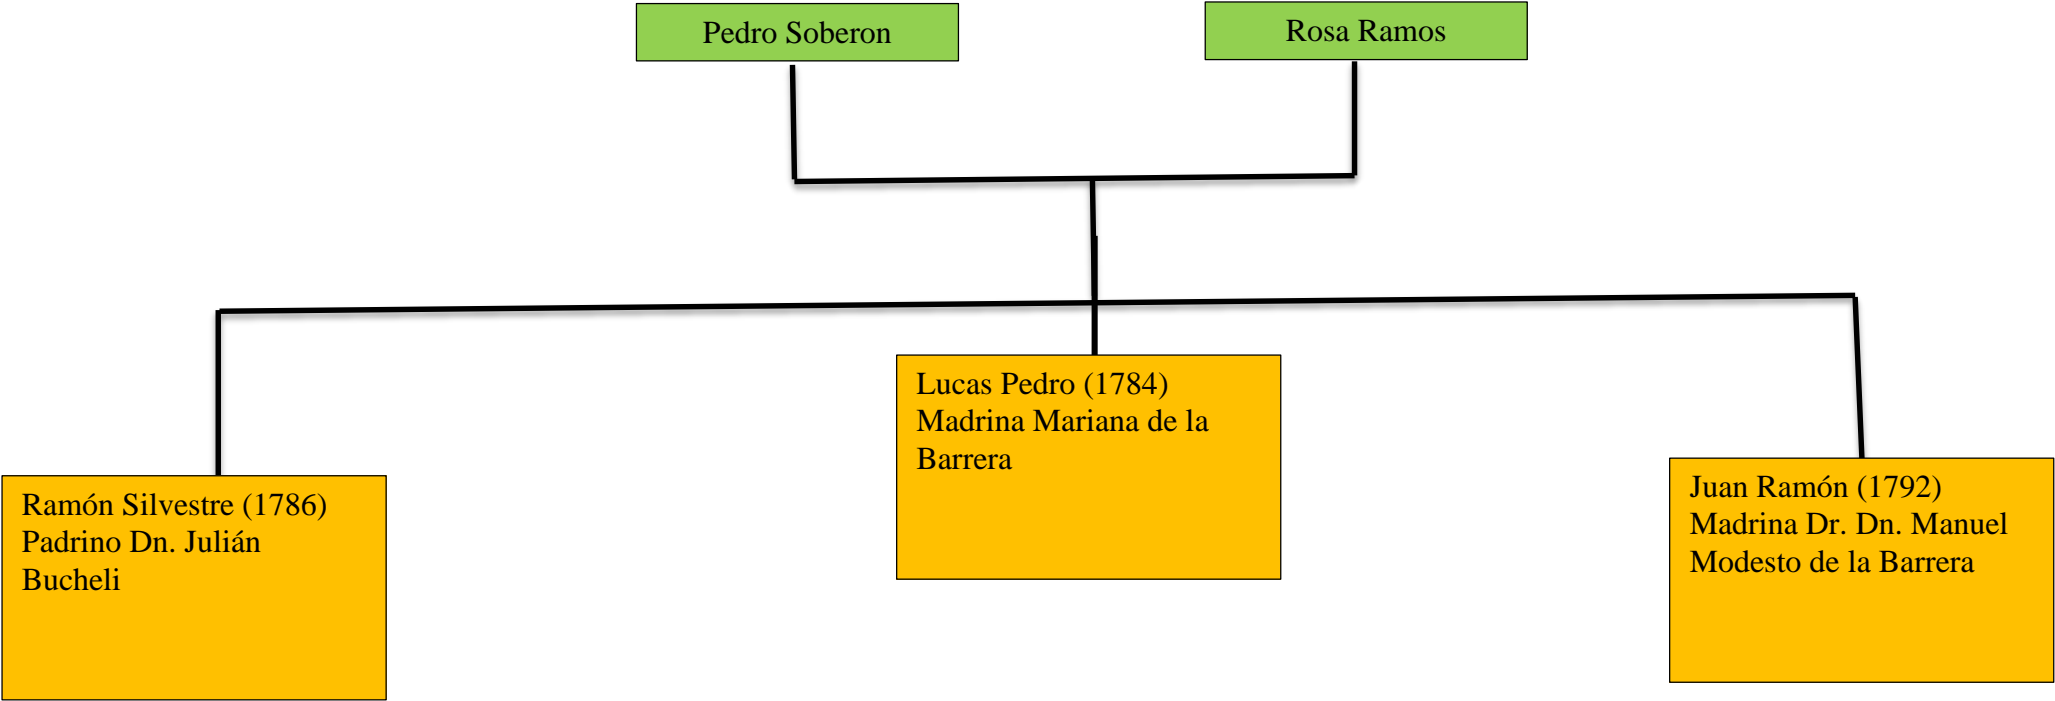 Pedro Soberon
Rosa Ramos
Lucas Pedro (1784)
Madrina Mariana de la
Barrera
Ramón Silvestre (1786)
Padrino Dn. Julián
Bucheli
Juan Ramón (1792)
Madrina Dr. Dn. Manuel
Modesto de la Barrera